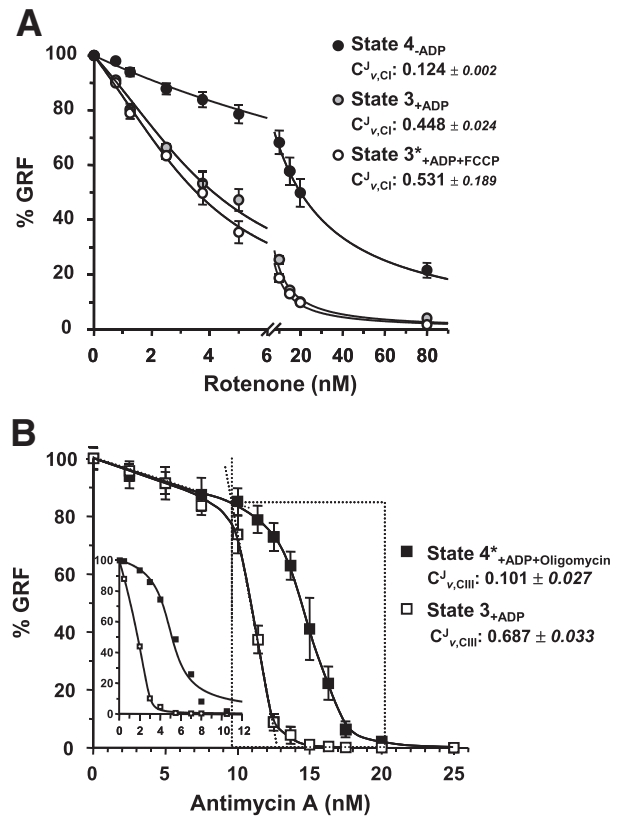 A
State 4-ADP
CJv,CI: 0.124 ± 0.002
State 3+ADP
CJv,CI: 0.448 ± 0.024
State 3*+ADP+FCCP
CJv,CI: 0.531 ± 0.189
% GRF
100
80
60
40
20
0
0 2 4 6 20 40 60 80
Rotenone (nM)
B
State 4*+ADP+Oligomycin
CJv,CIII: 0.101 ± 0.027
State 3+ADP
CJv,CIII: 0.687 ± 0.033
% GRF
100
80
60
40
20
0
100
80
60
40
20
0
0 2 4 6 8 10 12
0 5 10 15 20 25
Antimycin A (nM)